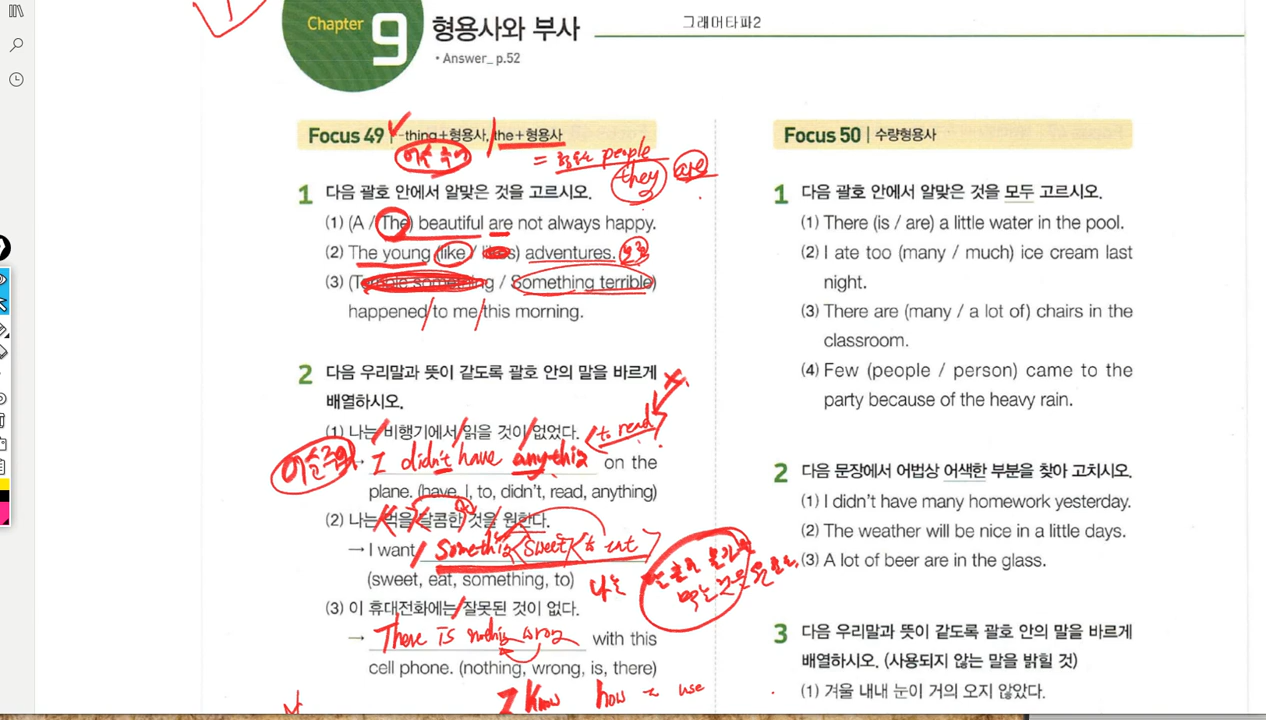 Chapter 9 형용사와 부사
그래머타파2
• Answer_ p.52
Focus 49 -thing+형용사, the+형용사
= people
they are
1 다음 괄호 안에서 알맞은 것을 고르시오.
(1) (A / The) beautiful are not always happy.
(2) The young (like / likes) adventures.
(3) (Terrible something / Something terrible)
happened to me this morning.
2 다음 우리말과 뜻이 같도록 괄호 안의 말을 바르게
배열하시오.
(1) 나는 비행기에서 읽을 것이 없었다.
to read
→ I didn't have anything on the
plane. (have, I, to, didn't, read, anything)
(2) 나는 먹을 달콤한 것을 원한다.
→ I want something sweet to eat
(sweet, eat, something, to)
나는
(3) 이 휴대전화에는 잘못된 것이 없다.
→ There is nothing wrong with this
cell phone. (nothing, wrong, is, there)
I know how to use
Focus 50 수량형용사
1 다음 괄호 안에서 알맞은 것을 모두 고르시오.
(1) There (is / are) a little water in the pool.
(2) I ate too (many / much) ice cream last
night.
(3) There are (many / a lot of) chairs in the
classroom.
(4) Few (people / person) came to the
party because of the heavy rain.
2 다음 문장에서 어법상 어색한 부분을 찾아 고치시오.
(1) I didn't have many homework yesterday.
(2) The weather will be nice in a little days.
(3) A lot of beer are in the glass.
3 다음 우리말과 뜻이 같도록 괄호 안의 말을 바르게
배열하시오. (사용되지 않는 말을 밝힐 것)
(1) 겨울 내내 눈이 거의 오지 않았다.